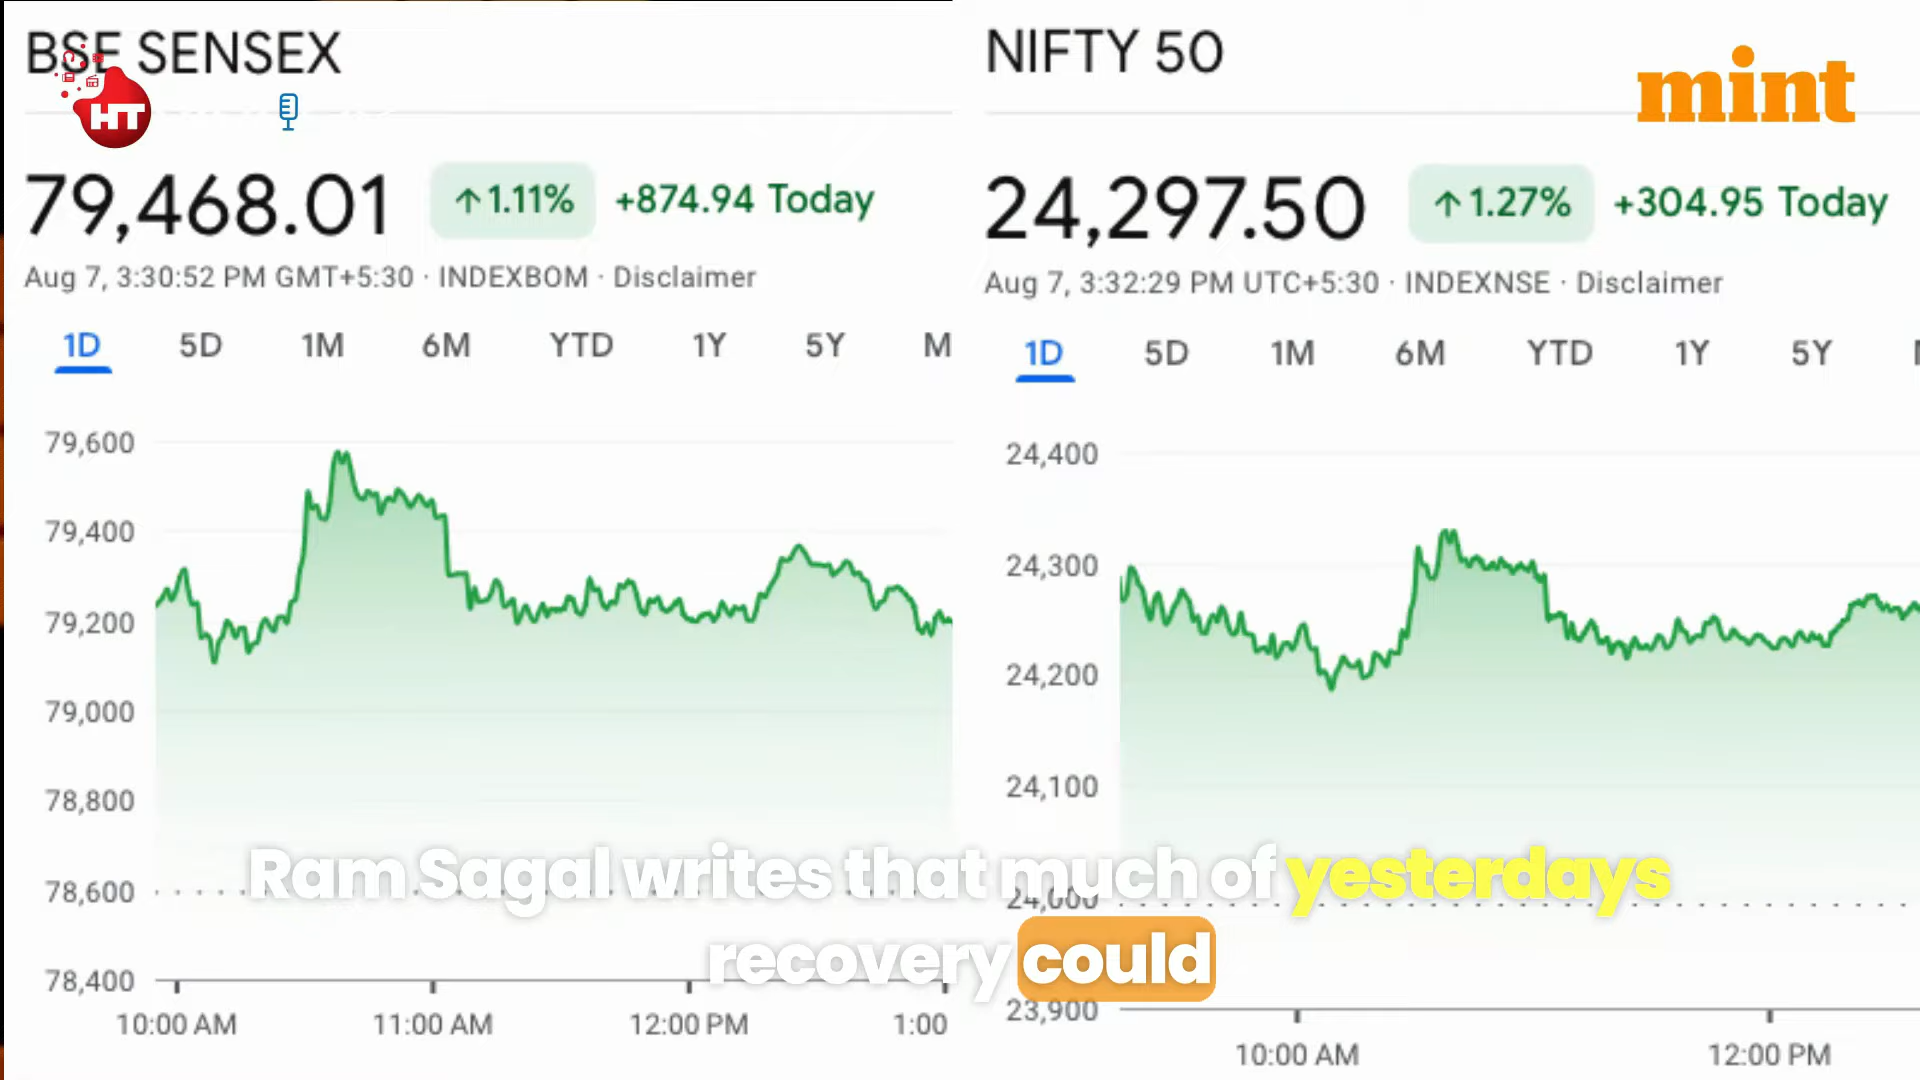 BSE SENSEX
HT
79,468.01
↑1.11%
+874.94 Today
Aug 7, 3:30:52 PM GMT+5:30 · INDEXBOM · Disclaimer
1D 5D 1M 6M YTD 1Y 5Y M
79,600
79,400
79,200
79,000
78,800
78,600
78,400
10:00 AM 11:00 AM 12:00 PM 1:00
NIFTY 50
mint
24,297.50
↑1.27%
+304.95 Today
Aug 7, 3:32:29 PM UTC+5:30 · INDEXNSE · Disclaimer
1D 5D 1M 6M YTD 1Y 5Y
24,400
24,300
24,200
24,100
24,000
23,900
10:00 AM 12:00 PM
Ram Sagal writes that much of yesterdays
recovery could